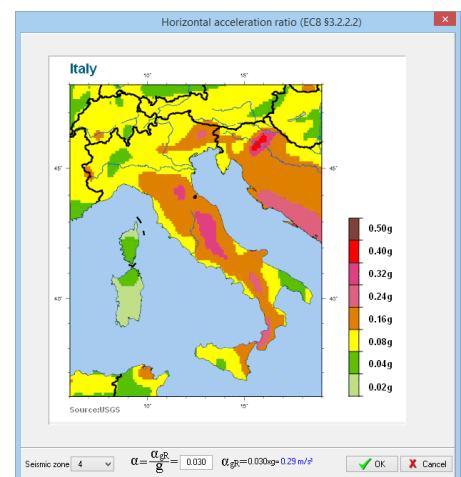 Horizontal acceleration ratio (EC8 §3.2.2.2)
Italy
10° 15°
45° 45°
40° 40°
10° 15°
0.50g
0.40g
0.32g
0.24g
0.16g
0.08g
0.04g
0.02g
Source:USGS
Seismic zone 4 α=αgR/g= 0.030 αgR=0.030xg=0.29 m/s²
OK
Cancel